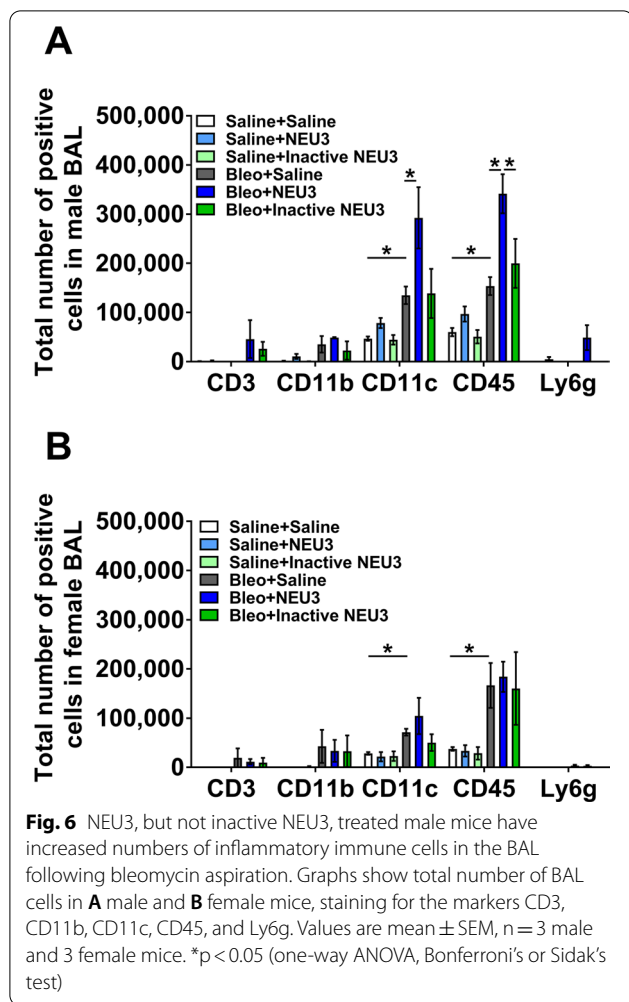 A
Total number of positive
cells in male BAL
500,000
400,000
300,000
200,000
100,000
0
Saline+Saline
Saline+NEU3
Saline+Inactive NEU3
Bleo+Saline
Bleo+NEU3
Bleo+Inactive NEU3
*
* *
*
*
CD3 CD11b CD11c CD45 Ly6g
B
Total number of positive
cells in female BAL
500,000
400,000
300,000
200,000
100,000
0
Saline+Saline
Saline+NEU3
Saline+Inactive NEU3
Bleo+Saline
Bleo+NEU3
Bleo+Inactive NEU3
*
*
CD3 CD11b CD11c CD45 Ly6g
Fig. 6 NEU3, but not inactive NEU3, treated male mice have
increased numbers of inflammatory immune cells in the BAL
following bleomycin aspiration. Graphs show total number of BAL
cells in A male and B female mice, staining for the markers CD3,
CD11b, CD11c, CD45, and Ly6g. Values are mean ± SEM, n = 3 male
and 3 female mice. *p < 0.05 (one-way ANOVA, Bonferroni’s or Sidak’s
test)